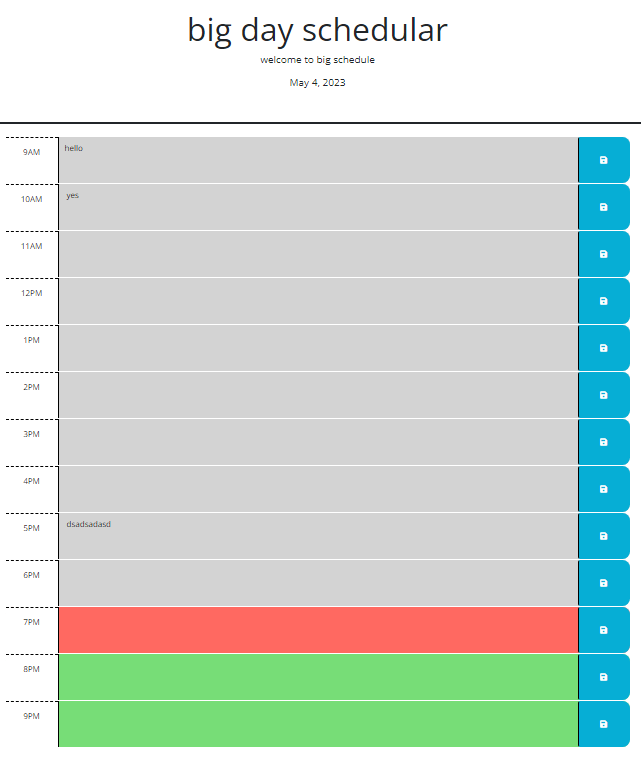 big day schedular
welcome to big schedule
May 4, 2023
9AM hello
10AM yes
11AM
12PM
1PM
2PM
3PM
4PM
5PM dsadsadasd
6PM
7PM
8PM
9PM